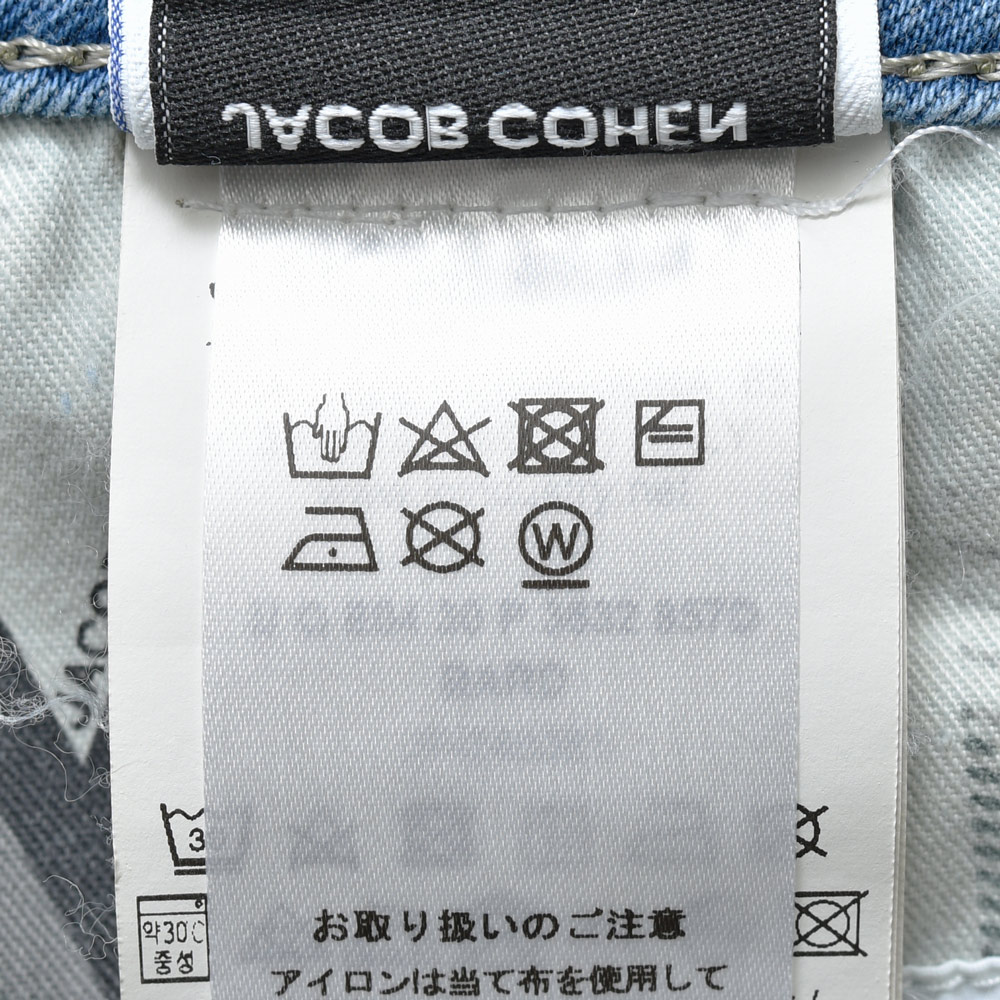 JACOB COHEN
W
3
약30℃
중성
お取り扱いのご注意
アイロンは当て布を使用して